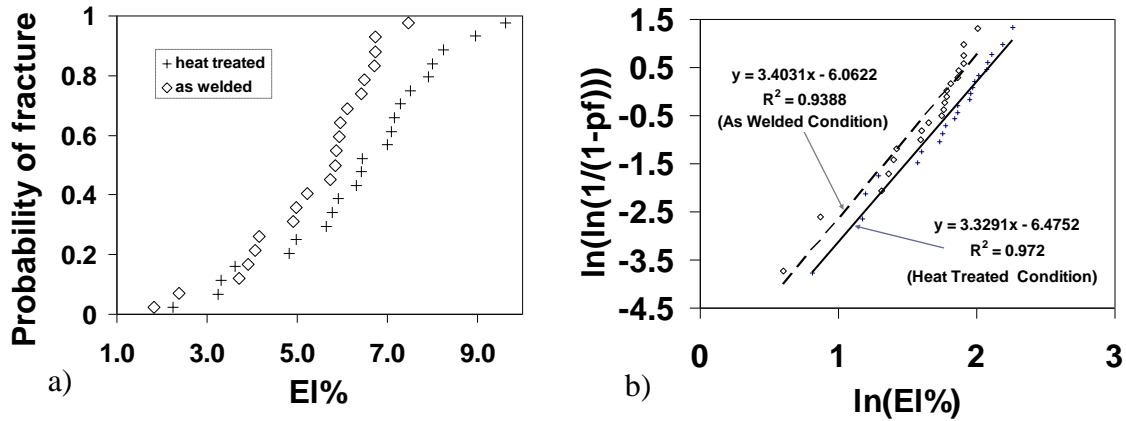 Probability of fracture
1
0.8
0.6
0.4
0.2
0
+ heat treated
◇ as welded
1.0 3.0 5.0 7.0 9.0
El%
a)
ln(ln(1/(1-pf)))
1.5
0.5
-0.5
-1.5
-2.5
-3.5
-4.5
y = 3.4031x - 6.0622
R² = 0.9388
(As Welded Condition)
y = 3.3291x - 6.4752
R² = 0.972
(Heat Treated Condition)
0 1 2 3
ln(El%)
b)